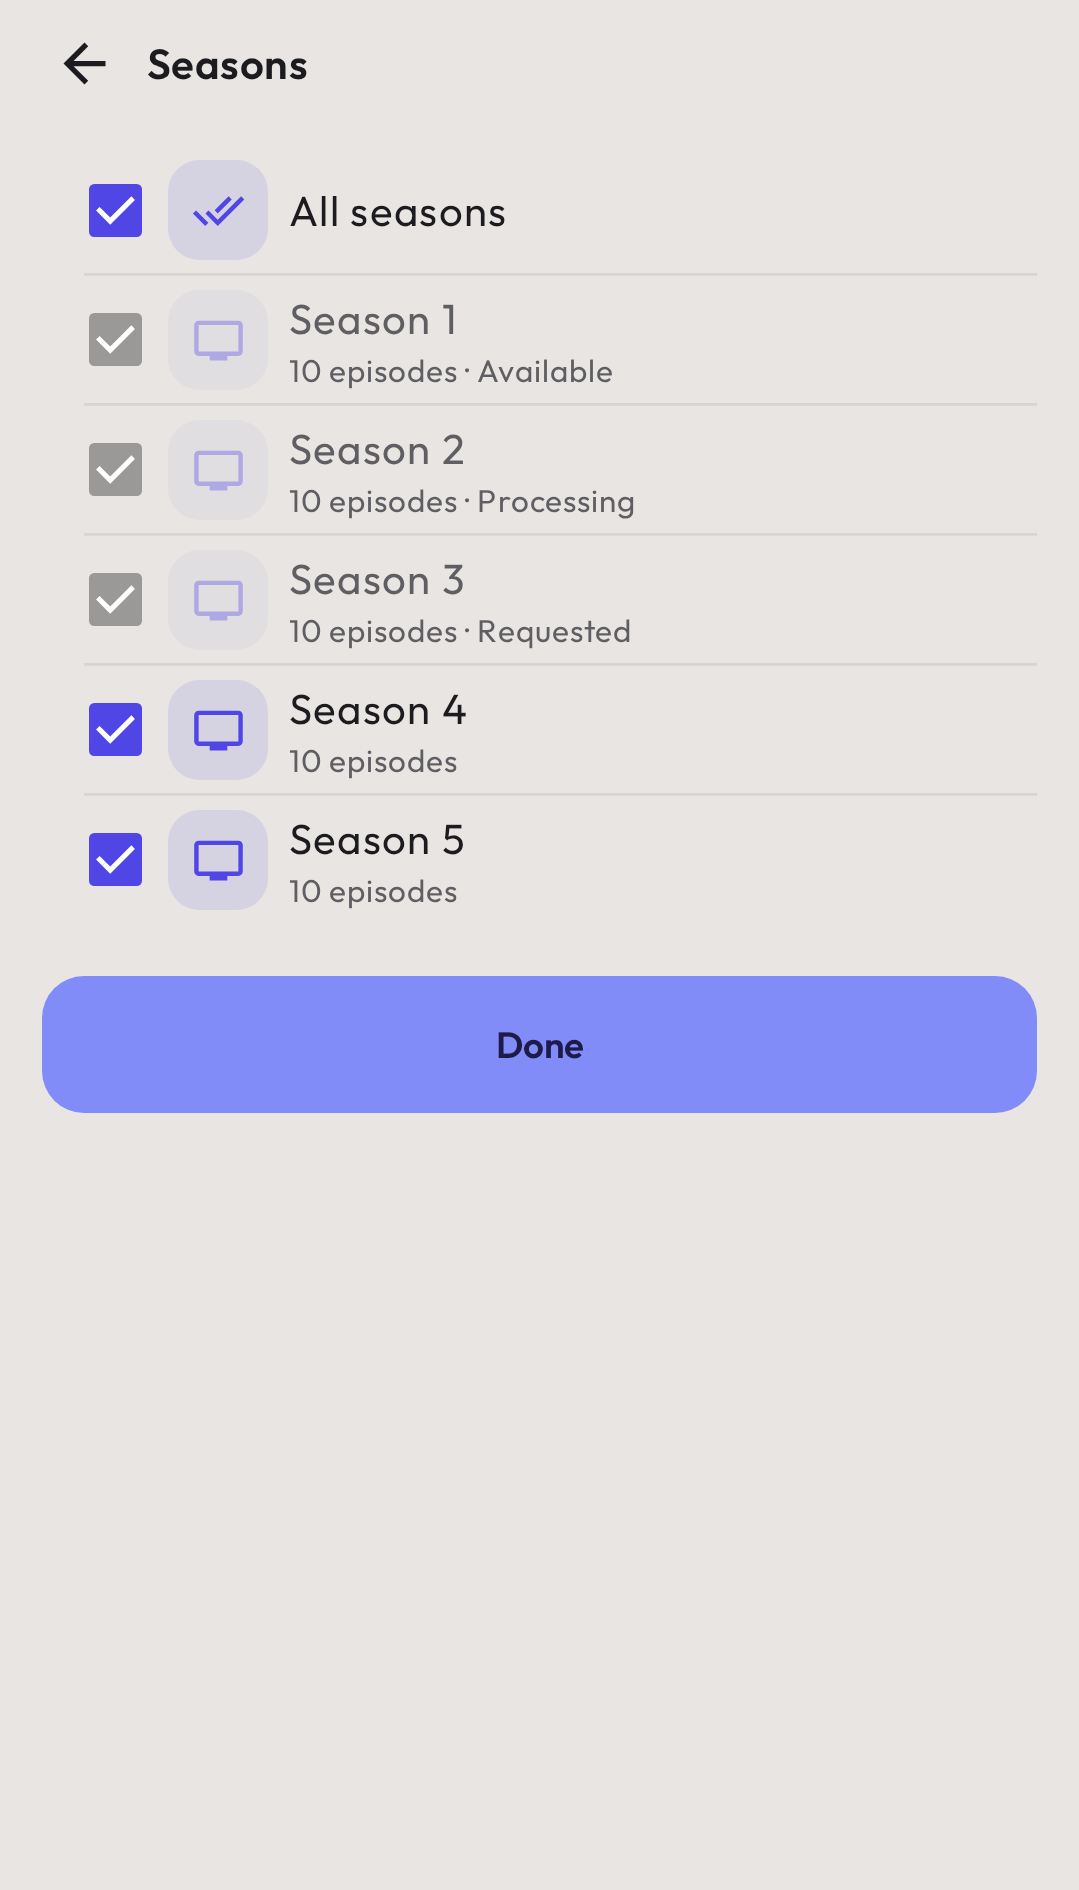 Seasons
All seasons
Season 1
10 episodes · Available
Season 2
10 episodes · Processing
Season 3
10 episodes · Requested
Season 4
10 episodes
Season 5
10 episodes
Done